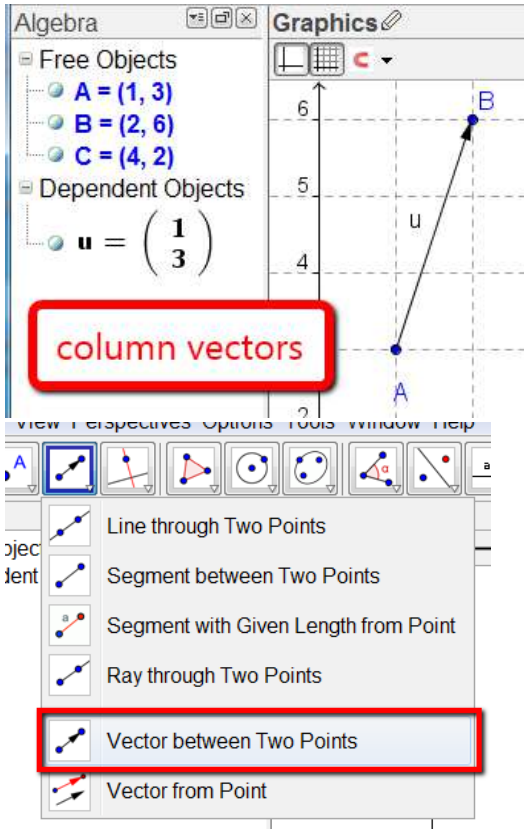 Algebra
Graphics
Free Objects
A = (1, 3)
B = (2, 6)
C = (4, 2)
Dependent Objects
u = ( 1
3 )
column vectors
6
5
4
2
B
u
A
View Perspectives Options Tools Window Help
A
α
a
Line through Two Points
Segment between Two Points
a
Segment with Given Length from Point
Ray through Two Points
Vector between Two Points
Vector from Point